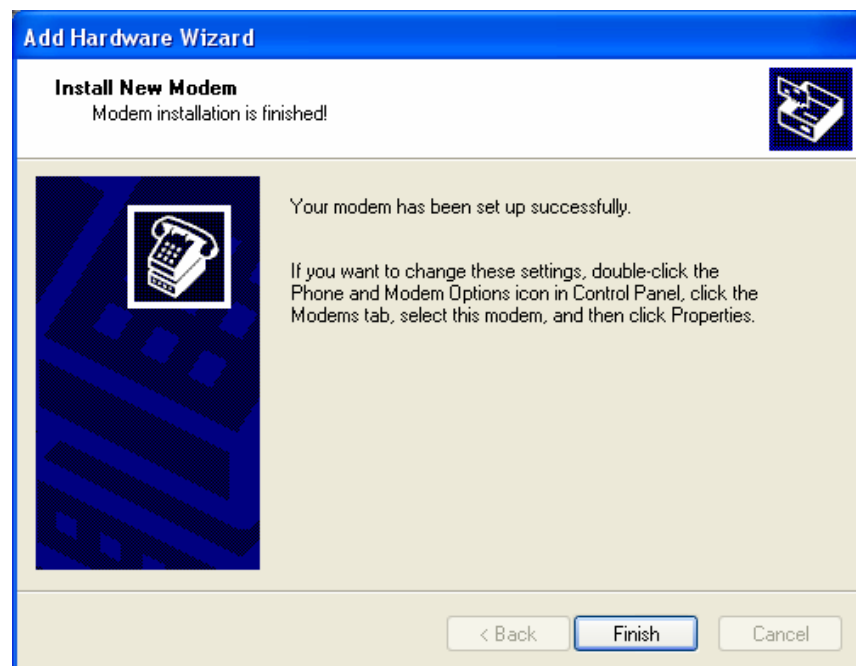 Add Hardware Wizard
Install New Modem
Modem installation is finished!
Your modem has been set up successfully.
If you want to change these settings, double-click the
Phone and Modem Options icon in Control Panel, click the
Modems tab, select this modem, and then click Properties.
< Back Finish Cancel